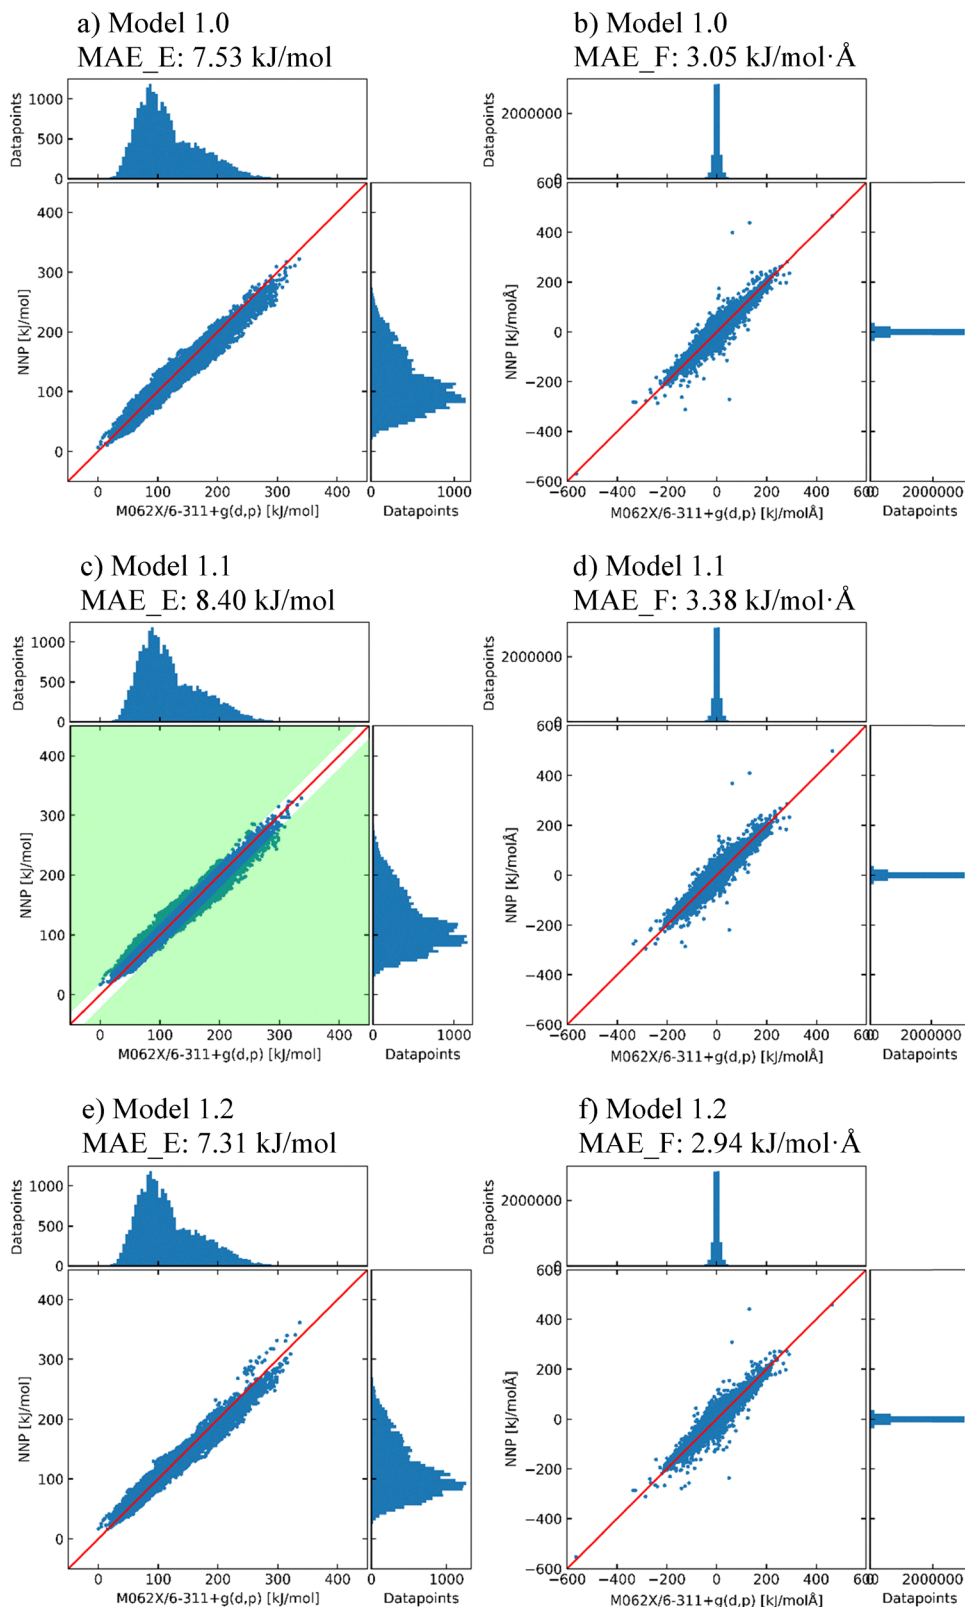 a) Model 1.0
MAE_E: 7.53 kJ/mol
b) Model 1.0
MAE_F: 3.05 kJ/mol·Å
Datapoints
1000
500
0
Datapoints
2000000
0
NNP [kJ/mol]
400
300
200
100
0
0 100 200 300 400
M062X/6-311+g(d,p) [kJ/mol]
0 1000
Datapoints
NNP [kJ/molÅ]
600
400
200
0
−200
−400
−600
−600 −400 −200 0 200 400 600
M062X/6-311+g(d,p) [kJ/molÅ]
0 2000000
Datapoints
c) Model 1.1
MAE_E: 8.40 kJ/mol
d) Model 1.1
MAE_F: 3.38 kJ/mol·Å
Datapoints
1000
500
0
Datapoints
2000000
0
NNP [kJ/mol]
400
300
200
100
0
0 100 200 300 400
M062X/6-311+g(d,p) [kJ/mol]
0 1000
Datapoints
NNP [kJ/molÅ]
600
400
200
0
−200
−400
−600
−600 −400 −200 0 200 400 600
M062X/6-311+g(d,p) [kJ/molÅ]
0 2000000
Datapoints
e) Model 1.2
MAE_E: 7.31 kJ/mol
f) Model 1.2
MAE_F: 2.94 kJ/mol·Å
Datapoints
1000
500
0
Datapoints
2000000
0
NNP [kJ/mol]
400
300
200
100
0
0 100 200 300 400
M062X/6-311+g(d,p) [kJ/mol]
0 1000
Datapoints
NNP [kJ/molÅ]
600
400
200
0
−200
−400
−600
−600 −400 −200 0 200 400 600
M062X/6-311+g(d,p) [kJ/molÅ]
0 2000000
Datapoints